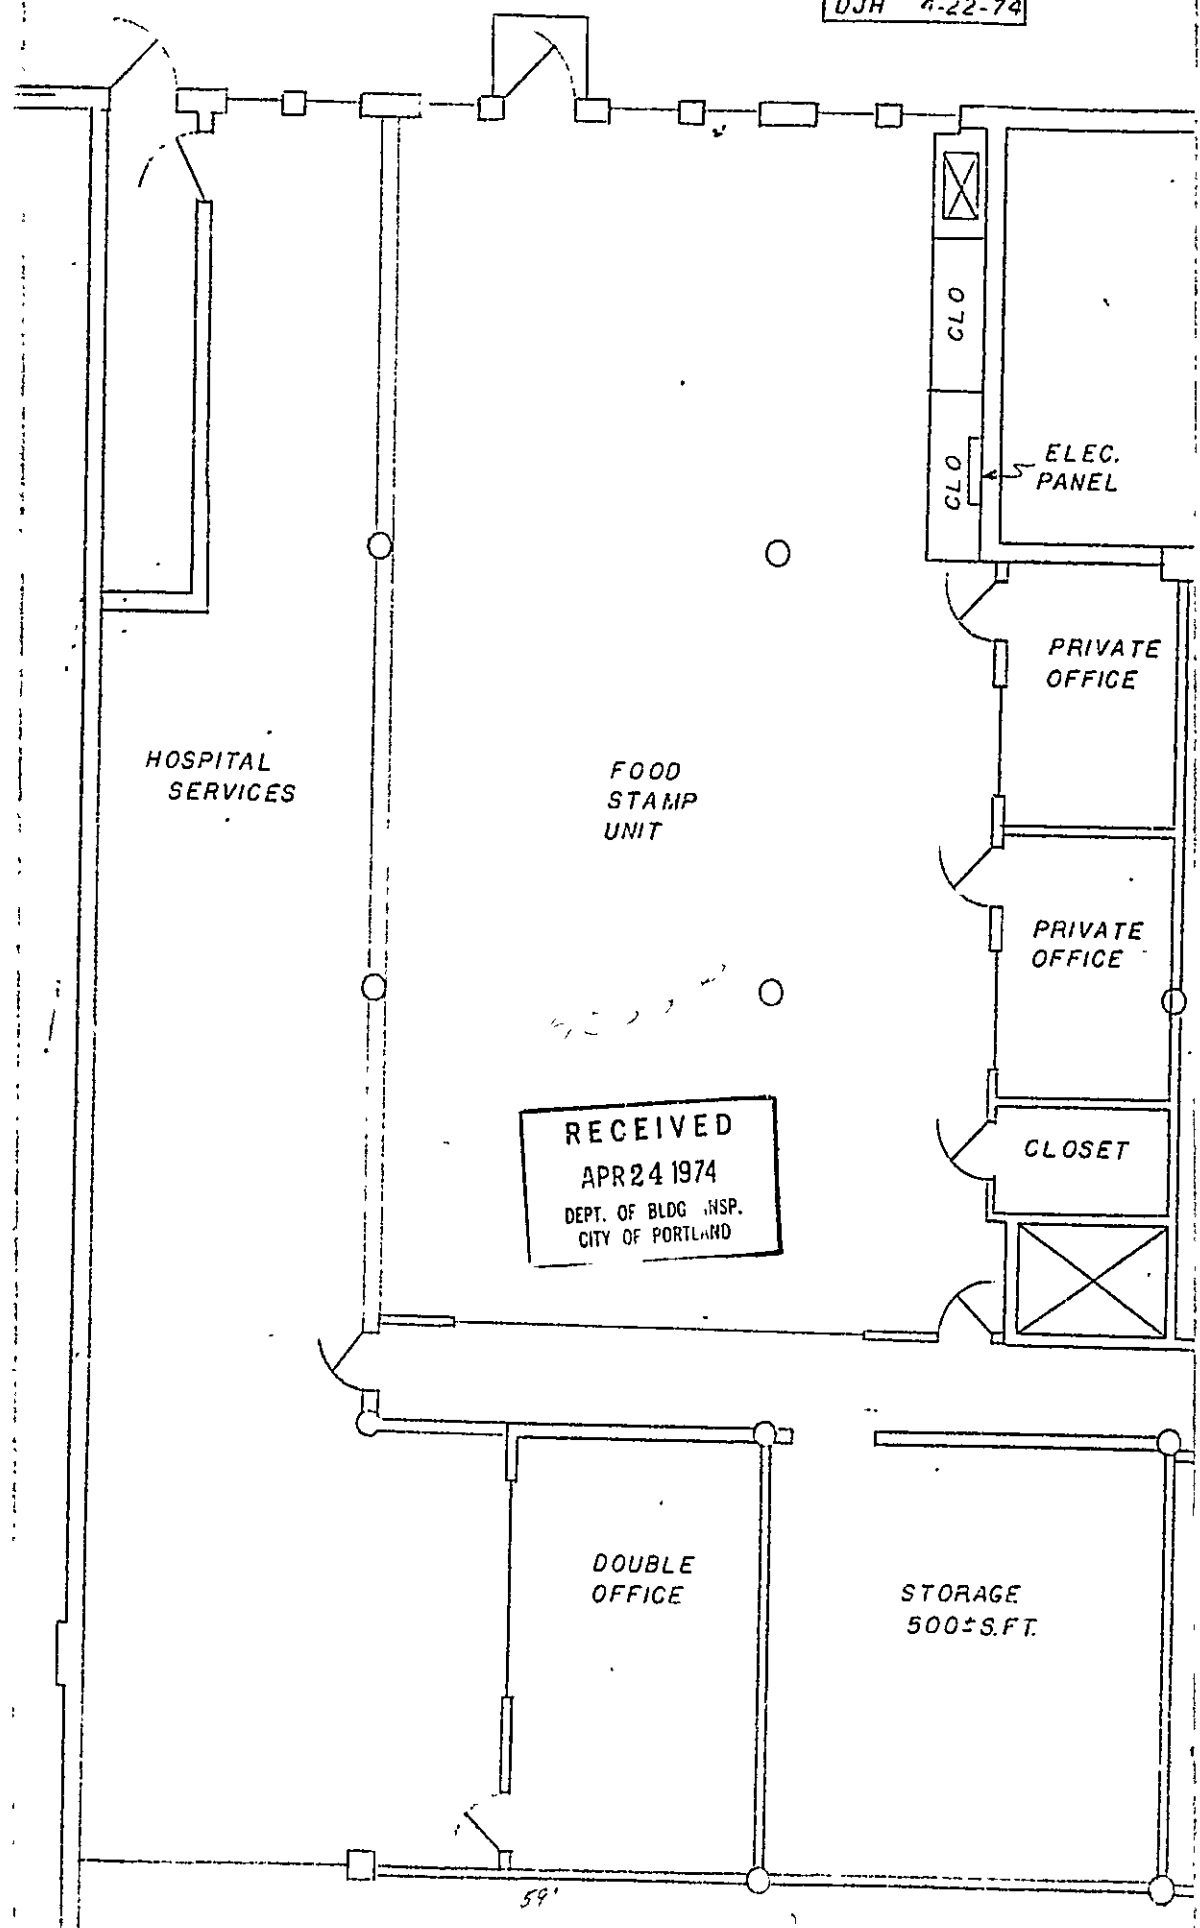 DJH 4-22-74
2'
CLO
CLO
ELEC.
PANEL
PRIVATE
OFFICE
HOSPITAL
SERVICES
FOOD
STAMP
UNIT
PRIVATE
OFFICE
RECEIVED
APR 24 1974
DEPT. OF BLDG INSP.
CITY OF PORTLAND
CLOSET
DOUBLE
OFFICE
STORAGE
500±S.FT.
59'